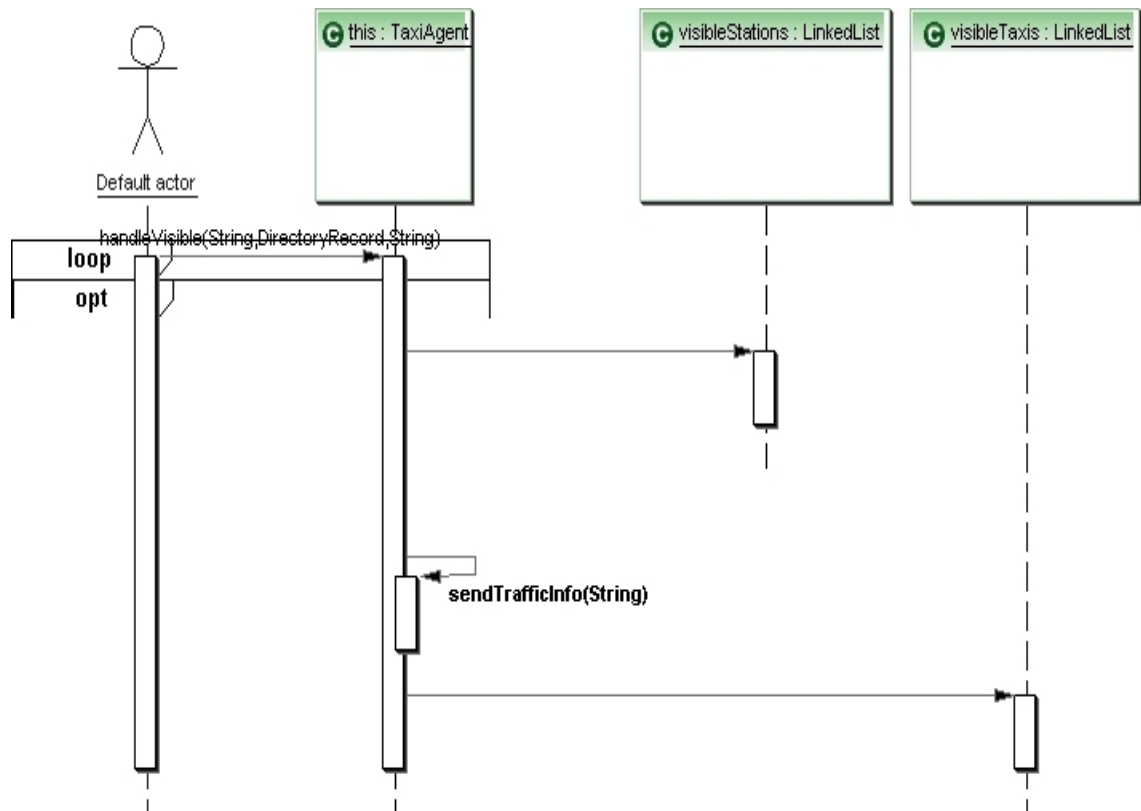 C this : TaxiAgent
C visibleStations : LinkedList
C visibleTaxis : LinkedList
Default actor
handleVisible(String,DirectoryRecord,String)
loop
opt
sendTrafficInfo(String)